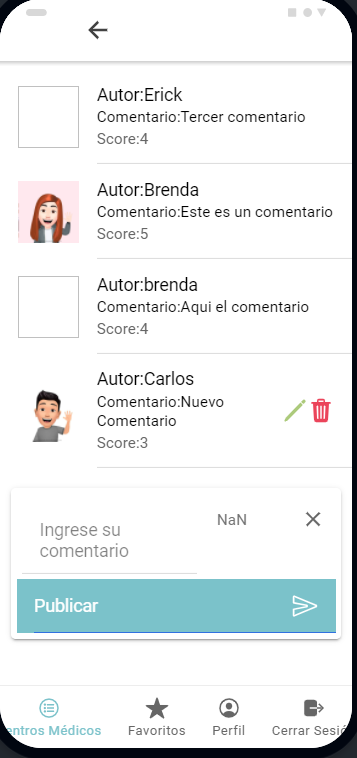 Autor:Erick
Comentario:Tercer comentario
Score:4
Autor:Brenda
Comentario:Este es un comentario
Score:5
Autor:brenda
Comentario:Aqui el comentario
Score:4
Autor:Carlos
Comentario:Nuevo
Comentario
Score:3
NaN
Ingrese su
comentario
Publicar
entros Médicos Favoritos Perfil Cerrar Sesió